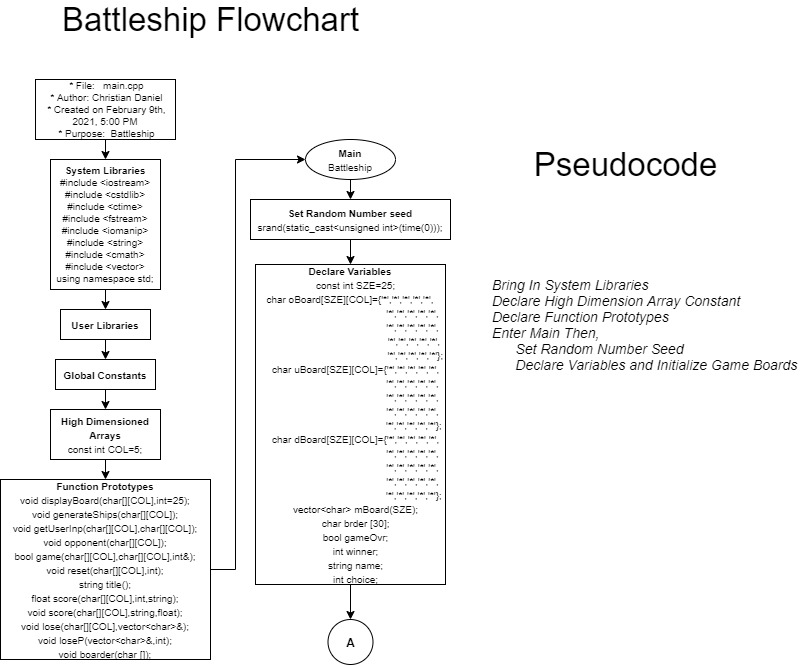 Battleship Flowchart
* File:   main.cpp
* Author: Christian Daniel
* Created on February 9th,
2021, 5:00 PM
* Purpose:  Battleship
System Libraries
#include <iostream>
#include <cstdlib>
#include <ctime>
#include <fstream>
#include <iomanip>
#include <string>
#include <cmath>
#include <vector>
using namespace std;
User Libraries
Global Constants
High Dimensioned
Arrays
const int COL=5;
Function Prototypes
void displayBoard(char[][COL],int=25);
void generateShips(char[][COL]);
void getUserInp(char[][COL],char[][COL]);
void opponent(char[][COL]);
bool game(char[][COL],char[][COL],int&);
void reset(char[][COL],int);
string title();
float score(char[][COL],int,string);
void score(char[][COL],string,float);
void lose(char[][COL],vector<char>&);
void loseP(vector<char>&,int);
void boarder(char []);
Main
Battleship
Set Random Number seed
srand(static_cast<unsigned int>(time(0)));
Declare Variables
const int SZE=25;
char oBoard[SZE][COL]={'*','*','*','*','*',
'*','*','*','*','*',
'*','*','*','*','*',
'*','*','*','*','*',
'*','*','*','*','*'};
char uBoard[SZE][COL]={'*','*','*','*','*',
'*','*','*','*','*',
'*','*','*','*','*',
'*','*','*','*','*',
'*','*','*','*','*'};
char dBoard[SZE][COL]={'*','*','*','*','*',
'*','*','*','*','*',
'*','*','*','*','*',
'*','*','*','*','*',
'*','*','*','*','*'};
vector<char> mBoard(SZE);
char brder [30];
bool gameOvr;
int winner;
string name;
int choice;
A
Pseudocode
Bring In System Libraries
Declare High Dimension Array Constant
Declare Function Prototypes
Enter Main Then,
Set Random Number Seed
Declare Variables and Initialize Game Boards